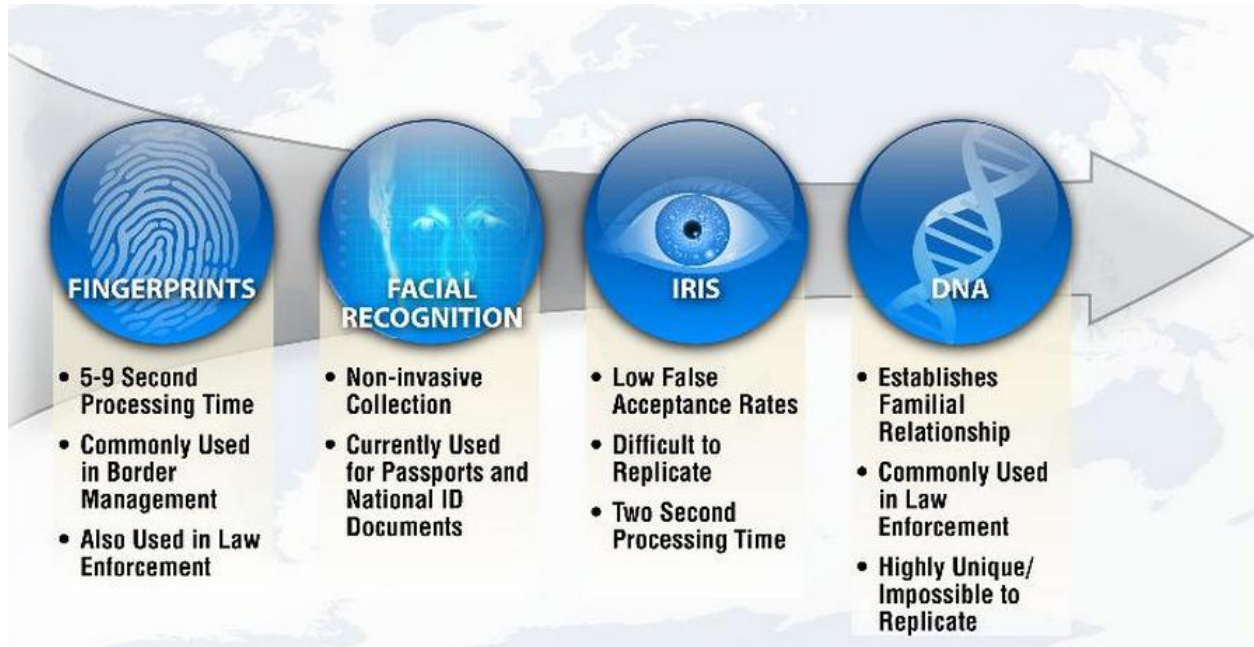 FINGERPRINTS
• 5-9 Second
Processing Time
• Commonly Used
in Border
Management
• Also Used in Law
Enforcement
FACIAL
RECOGNITION
• Non-invasive
Collection
• Currently Used
for Passports and
National ID
Documents
IRIS
• Low False
Acceptance Rates
• Difficult to
Replicate
• Two Second
Processing Time
DNA
• Establishes
Familial
Relationship
• Commonly Used
in Law
Enforcement
• Highly Unique/
Impossible to
Replicate